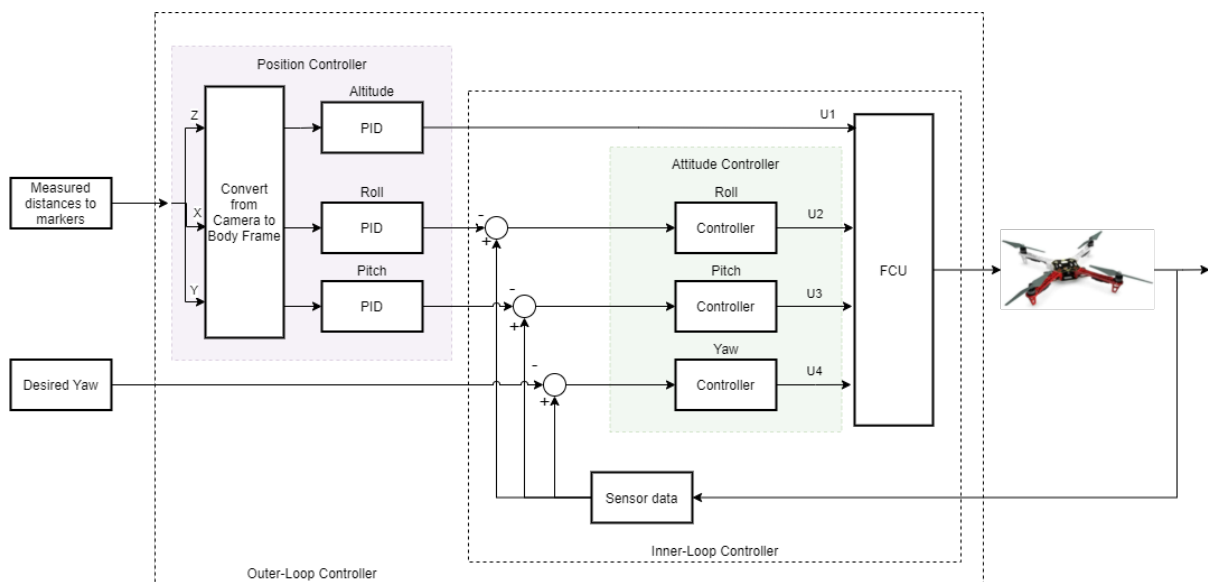 Position Controller
Altitude
Z
PID
U1
Attitude Controller
Measured
distances to
markers
Convert
from
Camera to
Body Frame
X
Roll
PID
-
+
Roll
Controller
U2
FCU
Y
Pitch
PID
-
+
Pitch
Controller
U3
Desired Yaw
-
+
Yaw
Controller
U4
Sensor data
Inner-Loop Controller
Outer-Loop Controller